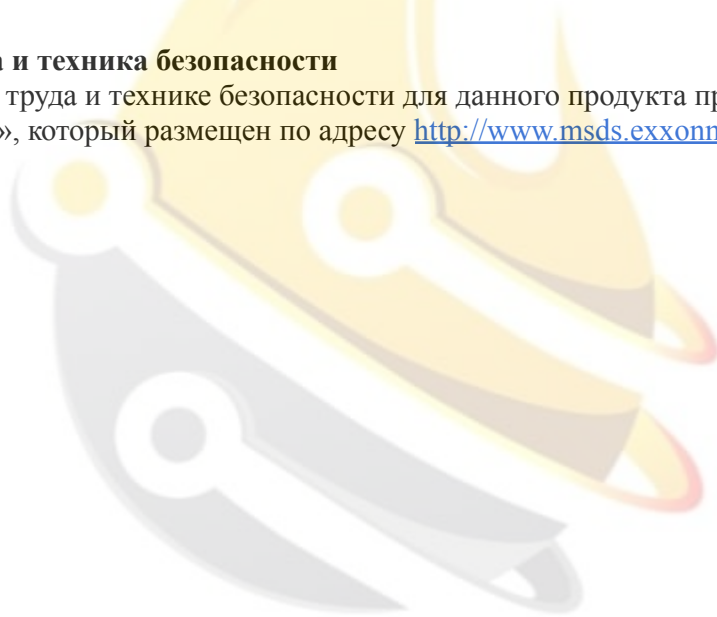 а и техника безопасности
труда и технике безопасности для данного продукта пр
», который размещен по адресу http://www.msds.exxonm